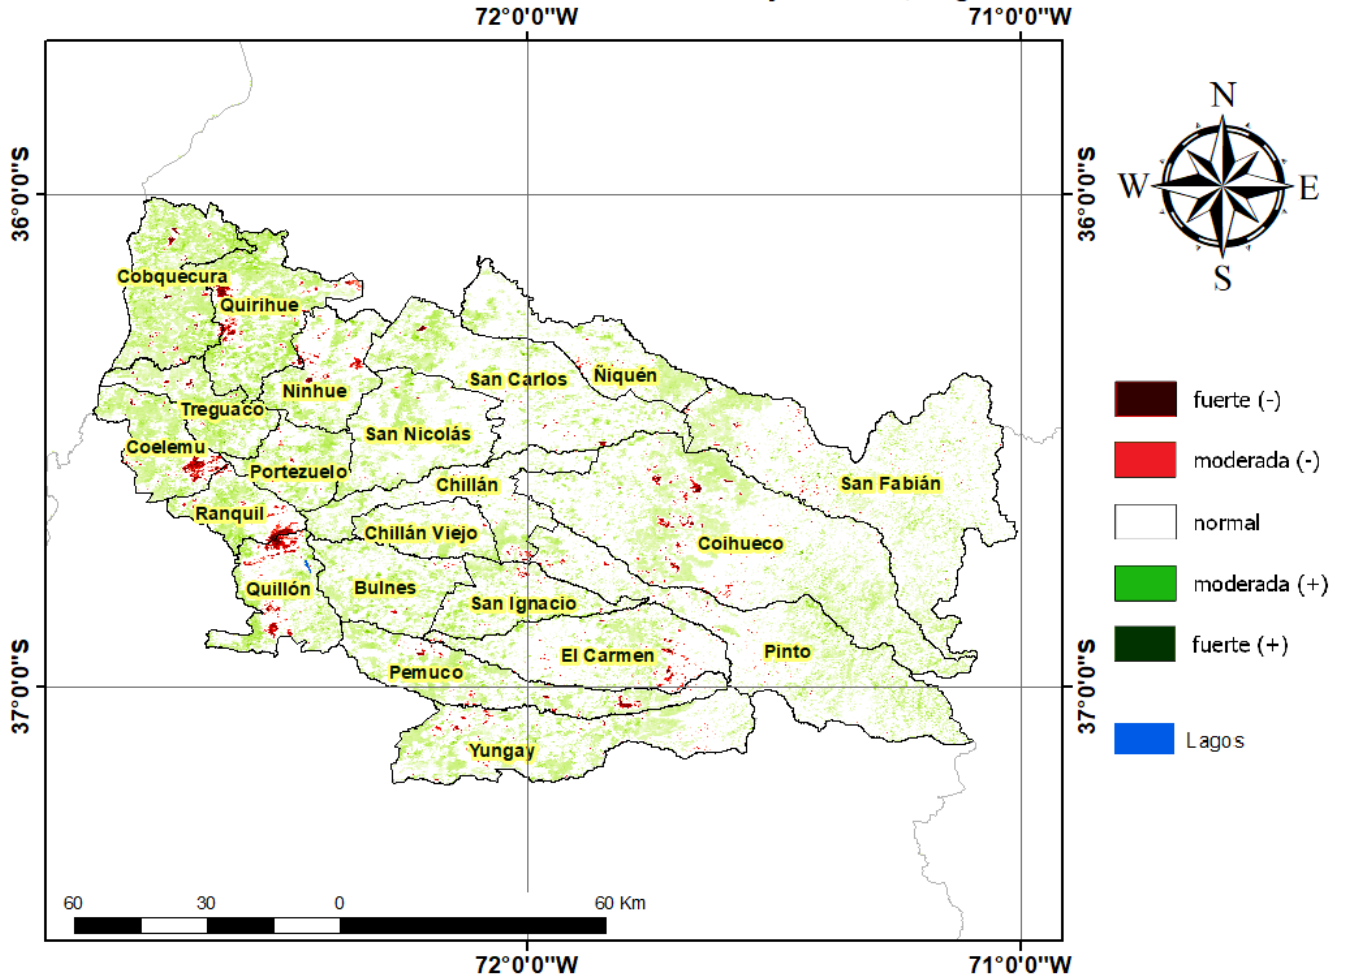 72°0'0"W 71°0'0"W
N
W E
S
36°0'0"S 36°0'0"S
Cobquecura
Quirihue
Ñiquén
San Carlos
Ninhue
Treguaco
San Nicolás
Coelemu
Portezuelo
Chillán
San Fabián
Ranquil
Chillán Viejo
Coihueco
Quillón
Bulnes
San Ignacio
El Carmen
Pinto
Pemuco
Yungay
37°0'0"S 37°0'0"S
fuerte (-)
moderada (-)
normal
moderada (+)
fuerte (+)
Lagos
60 30 0 60 Km
72°0'0"W 71°0'0"W